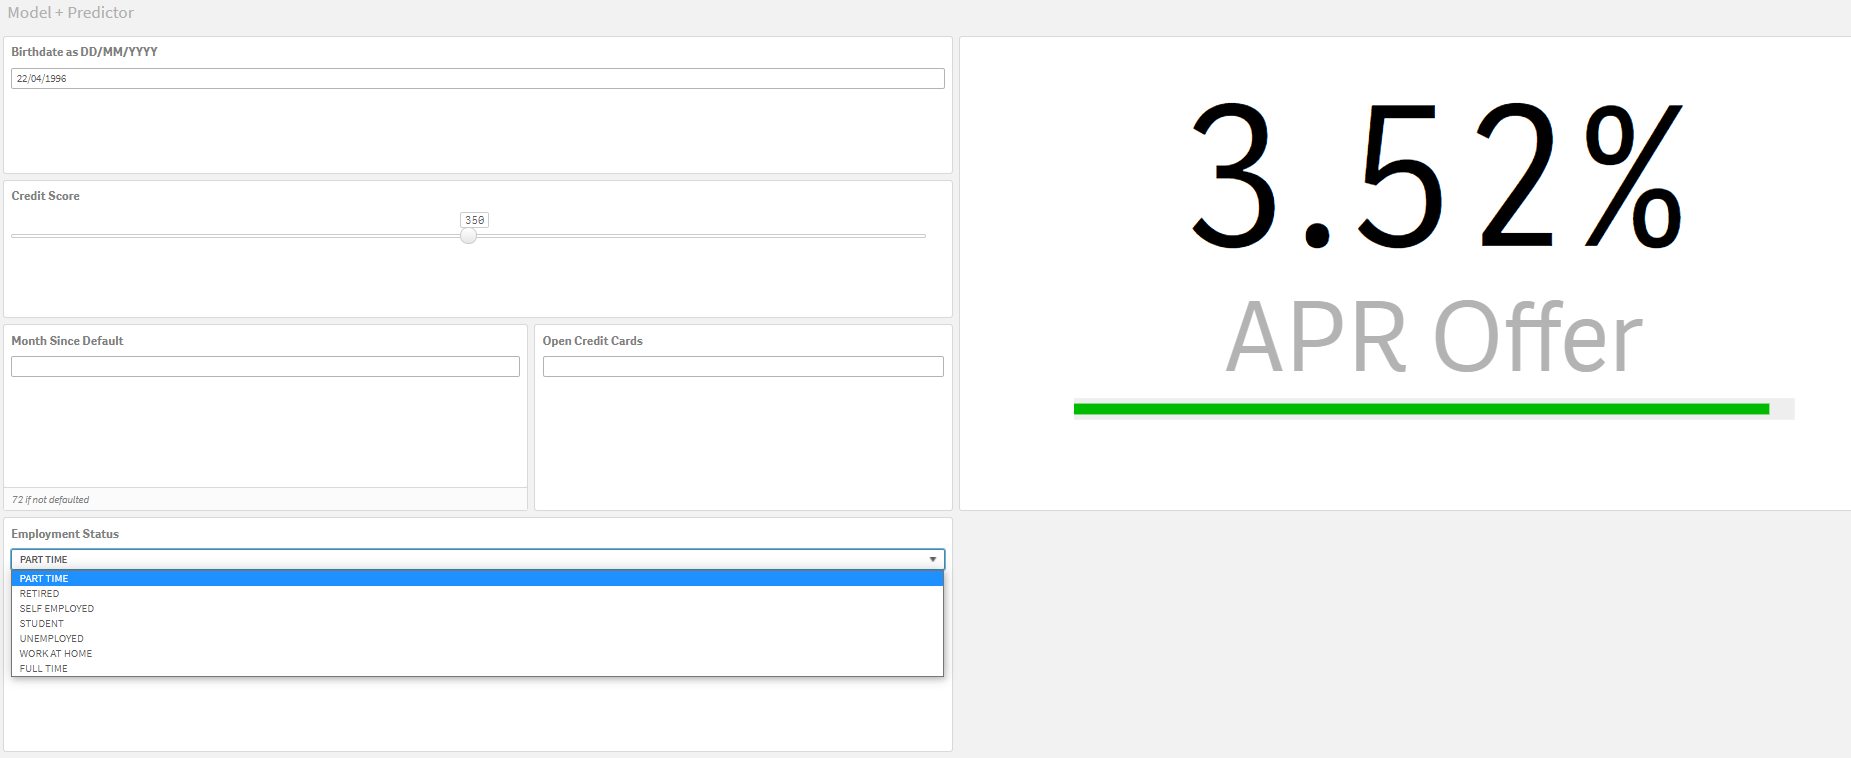 Model + Predictor
Birthdate as DD/MM/YYYY
22/04/1996
Credit Score
350
Month Since Default
Open Credit Cards
72 if not defaulted
Employment Status
PART TIME
PART TIME
RETIRED
SELF EMPLOYED
STUDENT
UNEMPLOYED
WORK AT HOME
FULL TIME
3.52%
APR Offer